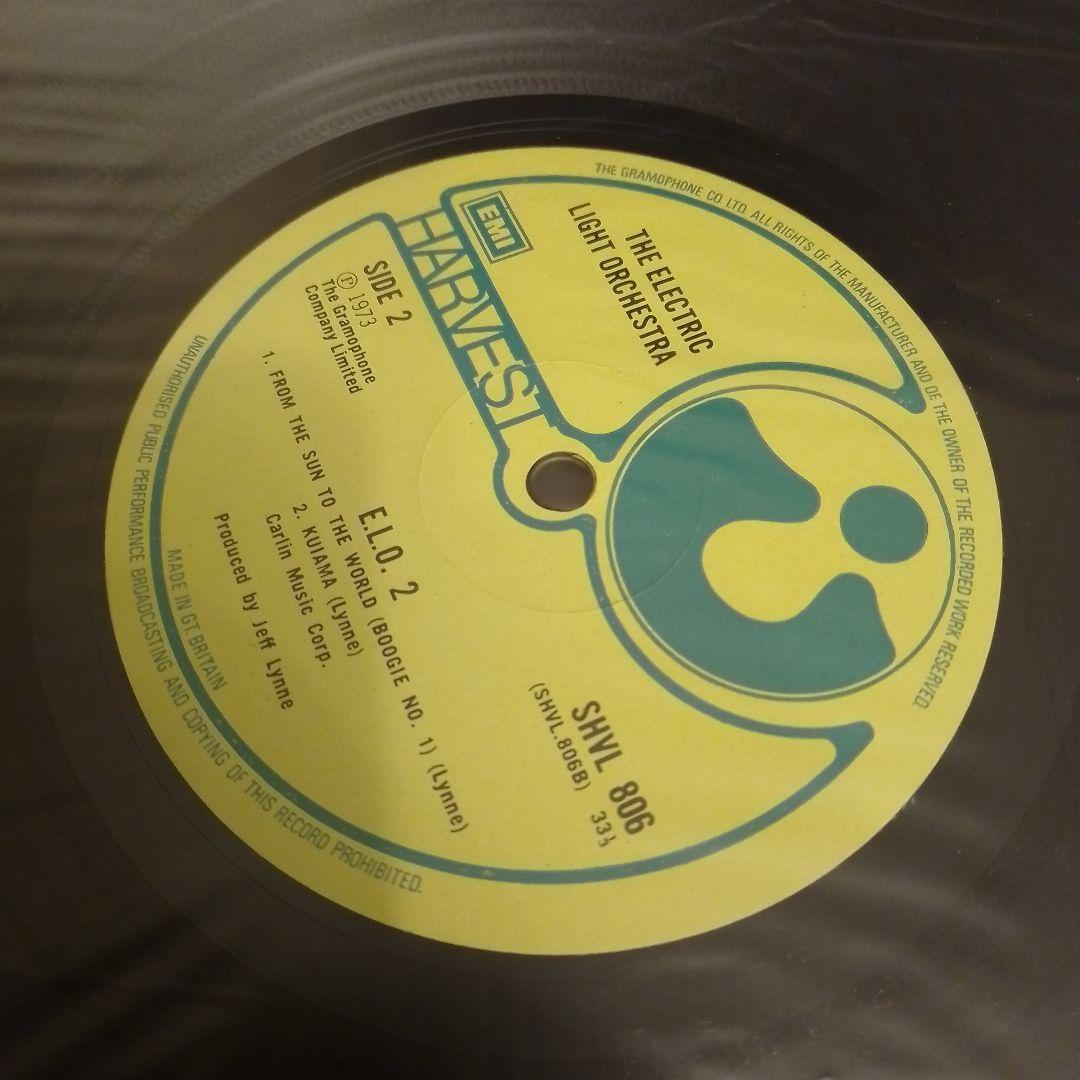 THE GRAMOPHONE CO. LTD. ALL RIGHTS OF THE MANUFACTURER AND OF THE OWNER OF THE RECORDED WORK RESERVED.
EMI
HARVEST
THE ELECTRIC
LIGHT ORCHESTRA
SIDE 2
Ⓟ 1973
The Gramophone
Company Limited
SHVL 806
(SHVL.806B) 33⅓
E.L.O. 2
1. FROM THE SUN TO THE WORLD (BOOGIE NO. 1) (Lynne)
2. KUIAMA (Lynne)
Carlin Music Corp.
Produced by Jeff Lynne
MADE IN GT. BRITAIN
UNAUTHORISED PUBLIC PERFORMANCE BROADCASTING AND COPYING OF THIS RECORD PROHIBITED.